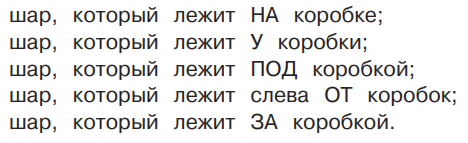 шар, который лежит НА коробке;
шар, который лежит У коробки;
шар, который лежит ПОД коробкой;
шар, который лежит слева ОТ коробок;
шар, который лежит ЗА коробкой.